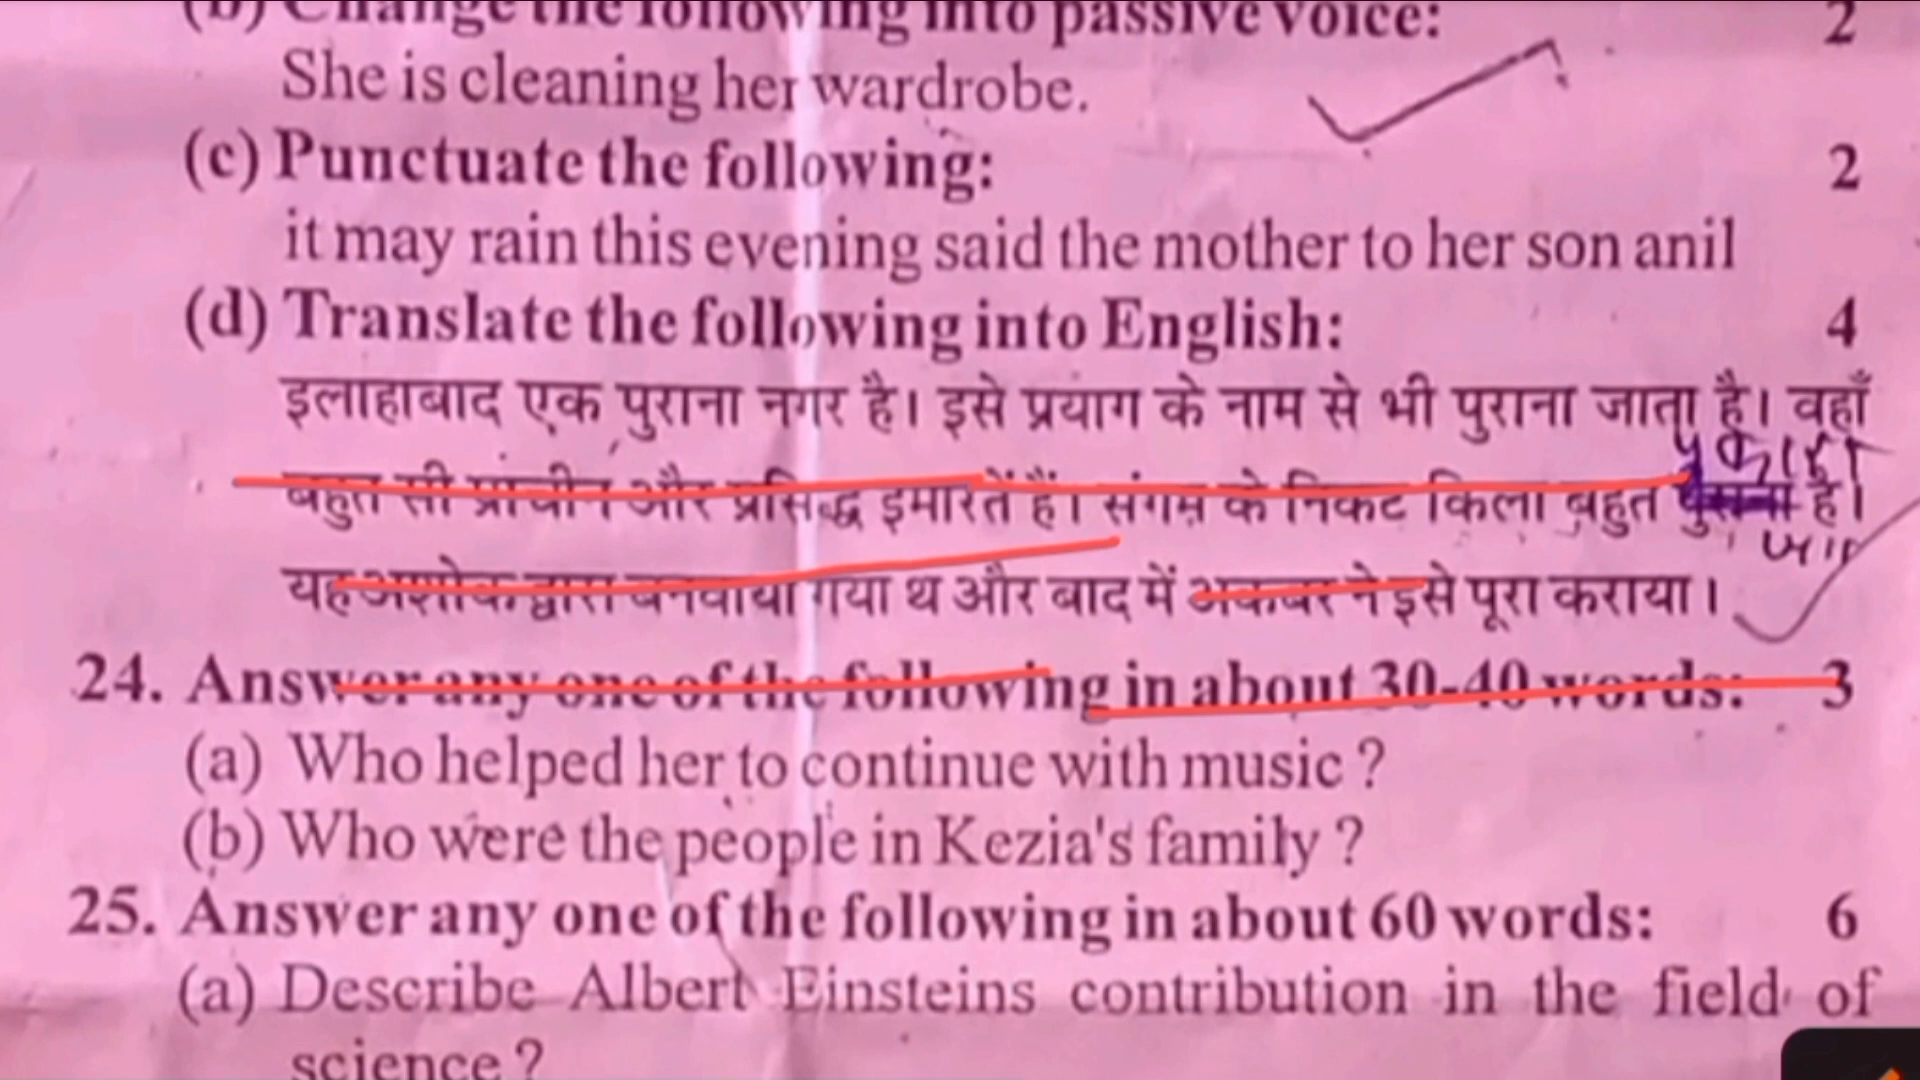 (b) Change the following into passive voice: 2
She is cleaning her wardrobe.
(c) Punctuate the following: 2
it may rain this evening said the mother to her son anil
(d) Translate the following into English: 4
इलाहाबाद एक पुराना नगर है। इसे प्रयाग के नाम से भी पुराना जाता है। वहाँ
बहुत सी प्राचीन और प्रसिद्ध इमारतें हैं। संगम के निकट किला बहुत पुराना है।
यह अशोक द्वारा बनवाया गया थ और बाद में अकबर ने इसे पूरा कराया।
24. Answer any one of the following in about 30-40 words: 3
(a) Who helped her to continue with music ?
(b) Who were the people in Kezia's family ?
25. Answer any one of the following in about 60 words: 6
(a) Describe Albert Einsteins contribution in the field of
science ?